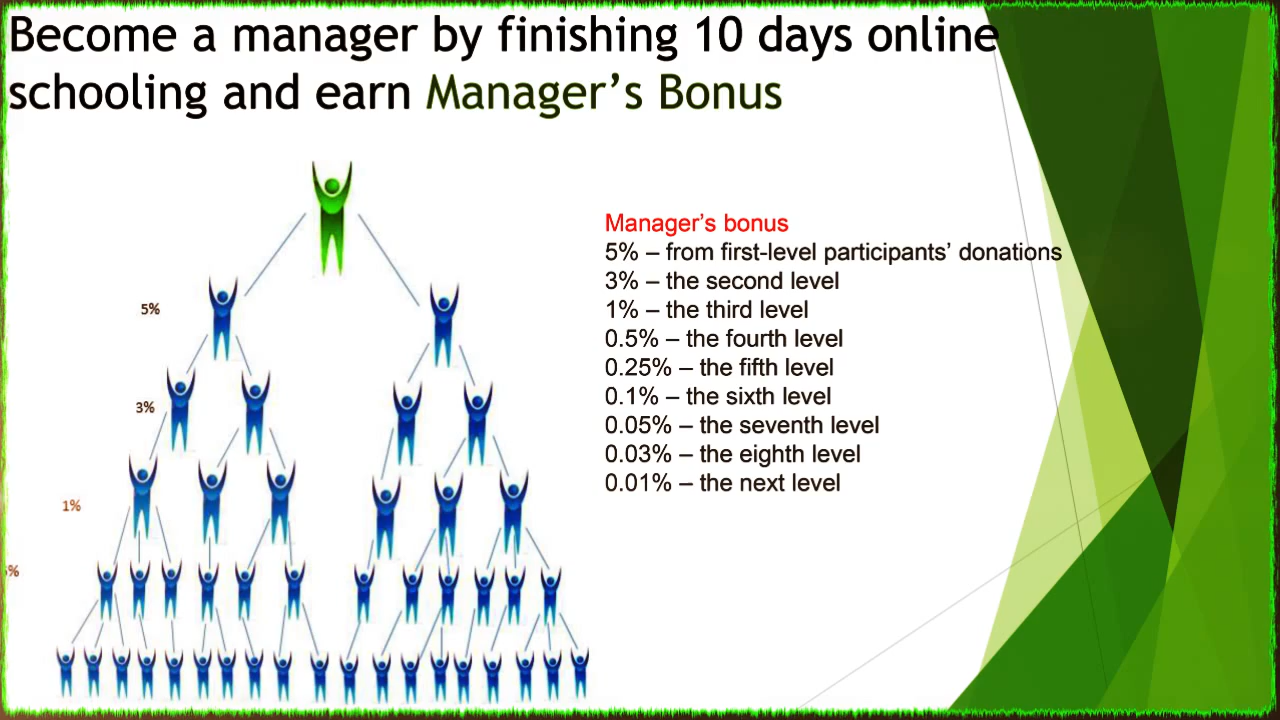 Become a manager by finishing 10 days online
schooling and earn Manager’s Bonus
Manager’s bonus
5% – from first-level participants’ donations
3% – the second level
1% – the third level
0.5% – the fourth level
0.25% – the fifth level
0.1% – the sixth level
0.05% – the seventh level
0.03% – the eighth level
0.01% – the next level
5%
3%
1%